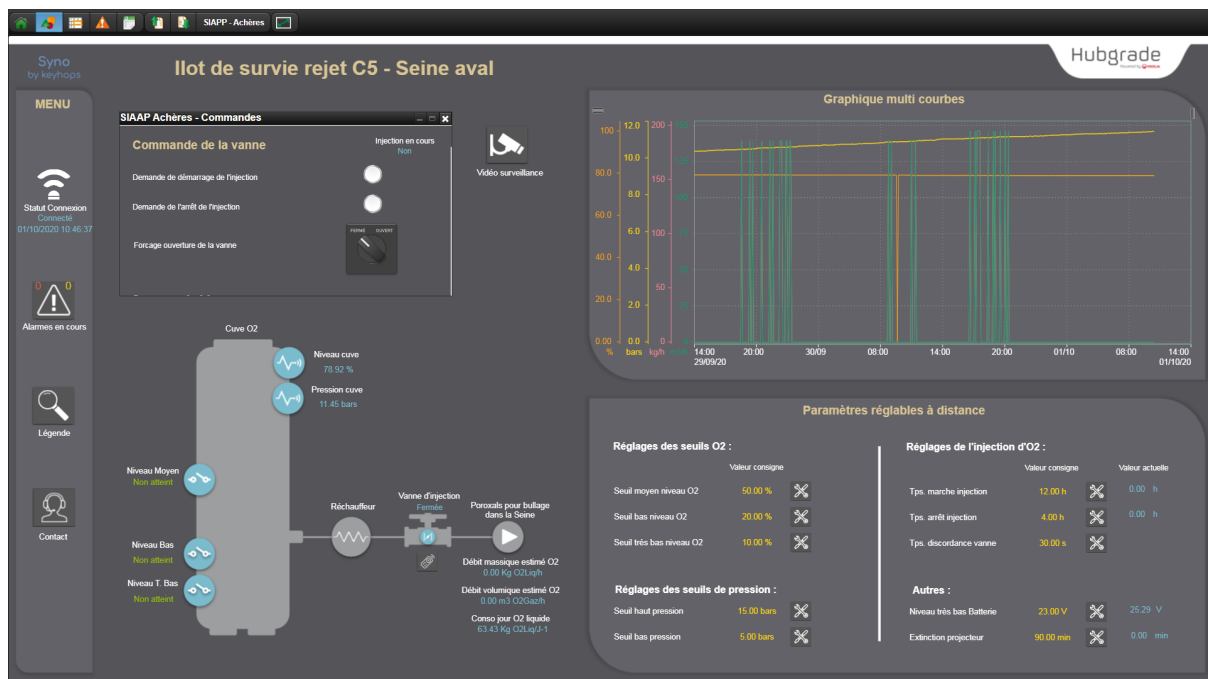 SIAPP - Achères
Syno
by keyhops
Ilot de survie rejet C5 - Seine aval
Hubgrade
MENU
Statut Connexion
Connecté
01/10/2020 10:46:37
0 0
Alarmes en cours
Légende
Contact
SIAAP Achères - Commandes
Commande de la vanne
Injection en cours
Non
Demande de démarrage de l'injection
Demande de l'arrêt de l'injection
Forcage ouverture de la vanne
FERMÉ OUVERT
Vidéo surveillance
Cuve O2
Niveau cuve
78.92 %
Pression cuve
11.45 bars
Niveau Moyen
Non atteint
Niveau Bas
Non atteint
Niveau T. Bas
Non atteint
Réchauffeur
Vanne d'injection
Fermée
Poroxals pour bullage
dans la Seine
Débit massique estimé O2
0.00 Kg O2Liq/h
Débit volumique estimé O2
0.00 m3 O2Gaz/h
Conso jour O2 liquide
63.43 Kg O2Liq/J-1
Graphique multi courbes
100 12.0 200
10.0
80.0 150
8.0
60.0 6.0 100
40.0 4.0
50
20.0 2.0
0.00 0.0 0
% bars kg/h
14:00 20:00 30/09 08:00 14:00 20:00 01/10 08:00 14:00
29/09/20 01/10/20
Paramètres réglables à distance
Réglages des seuils O2 :
Valeur consigne
Seuil moyen niveau O2 50.00 %
Seuil bas niveau O2 20.00 %
Seuil très bas niveau O2 10.00 %
Réglages des seuils de pression :
Seuil haut pression 15.00 bars
Seuil bas pression 5.00 bars
Réglages de l'injection d'O2 :
Valeur consigne Valeur actuelle
Tps. marche injection 12.00 h 0.00 h
Tps. arrêt injection 4.00 h 0.00 h
Tps. discordance vanne 30.00 s
Autres :
Niveau très bas Batterie 23.00 V 25.29 V
Extinction projecteur 90.00 min 0.00 min